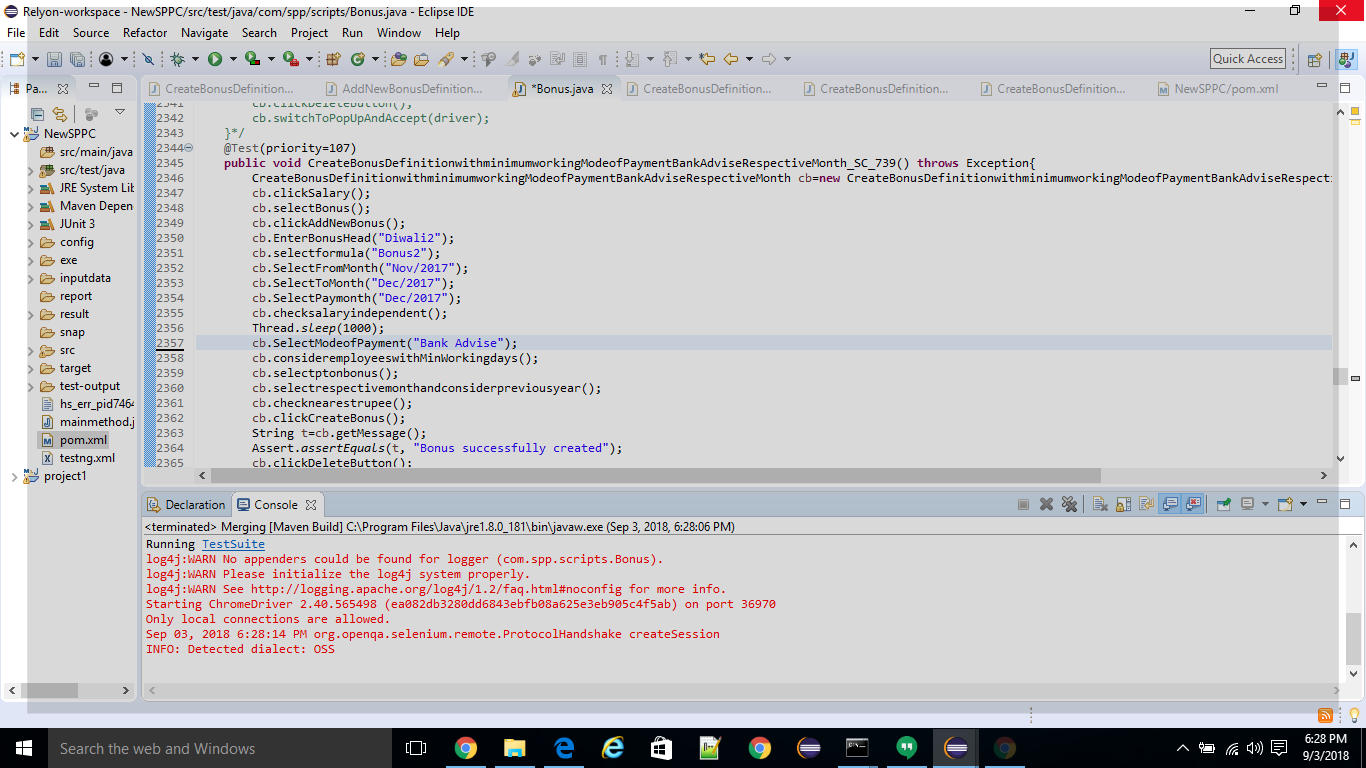 Relyon-workspace - NewSPPC/src/test/java/com/spp/scripts/Bonus.java - Eclipse IDE
File Edit Source Refactor Navigate Search Project Run Window Help
Quick Access
Pa...
CreateBonusDefinition...
AddNewBonusDefinition...
*Bonus.java
CreateBonusDefinition...
CreateBonusDefinition...
CreateBonusDefinition...
NewSPPC/pom.xml
NewSPPC
src/main/java
src/test/java
JRE System Lib
Maven Depen
JUnit 3
config
exe
inputdata
report
result
snap
src
target
test-output
hs_err_pid7464
mainmethod.j
pom.xml
testng.xml
project1
2341 cb.clickDeleteButton();
2342 cb.switchToPopUpAndAccept(driver);
2343 }*/
2344 @Test(priority=107)
2345 public void CreateBonusDefinitionwithminimumworkingModeofPaymentBankAdviseRespectiveMonth_SC_739() throws Exception{
2346 CreateBonusDefinitionwithminimumworkingModeofPaymentBankAdviseRespectiveMonth cb=new CreateBonusDefinitionwithminimumworkingModeofPaymentBankAdviseRespecti
2347 cb.clickSalary();
2348 cb.selectBonus();
2349 cb.clickAddNewBonus();
2350 cb.EnterBonusHead("Diwali2");
2351 cb.selectformula("Bonus2");
2352 cb.SelectFromMonth("Nov/2017");
2353 cb.SelectToMonth("Dec/2017");
2354 cb.SelectPaymonth("Dec/2017");
2355 cb.checksalaryindependent();
2356 Thread.sleep(1000);
2357 cb.SelectModeofPayment("Bank Advise");
2358 cb.consideremployeeswithMinWorkingdays();
2359 cb.selectptonbonus();
2360 cb.selectrespectivemonthandconsiderpreviousyear();
2361 cb.checknearestrupee();
2362 cb.clickCreateBonus();
2363 String t=cb.getMessage();
2364 Assert.assertEquals(t, "Bonus successfully created");
2365 cb.clickDeleteButton();
Declaration Console
<terminated> Merging [Maven Build] C:\Program Files\Java\jre1.8.0_181\bin\javaw.exe (Sep 3, 2018, 6:28:06 PM)
Running TestSuite
log4j:WARN No appenders could be found for logger (com.spp.scripts.Bonus).
log4j:WARN Please initialize the log4j system properly.
log4j:WARN See http://logging.apache.org/log4j/1.2/faq.html#noconfig for more info.
Starting ChromeDriver 2.40.565498 (ea082db3280dd6843ebfb08a625e3eb905c4f5ab) on port 36970
Only local connections are allowed.
Sep 03, 2018 6:28:14 PM org.openqa.selenium.remote.ProtocolHandshake createSession
INFO: Detected dialect: OSS
Search the web and Windows
6:28 PM
9/3/2018